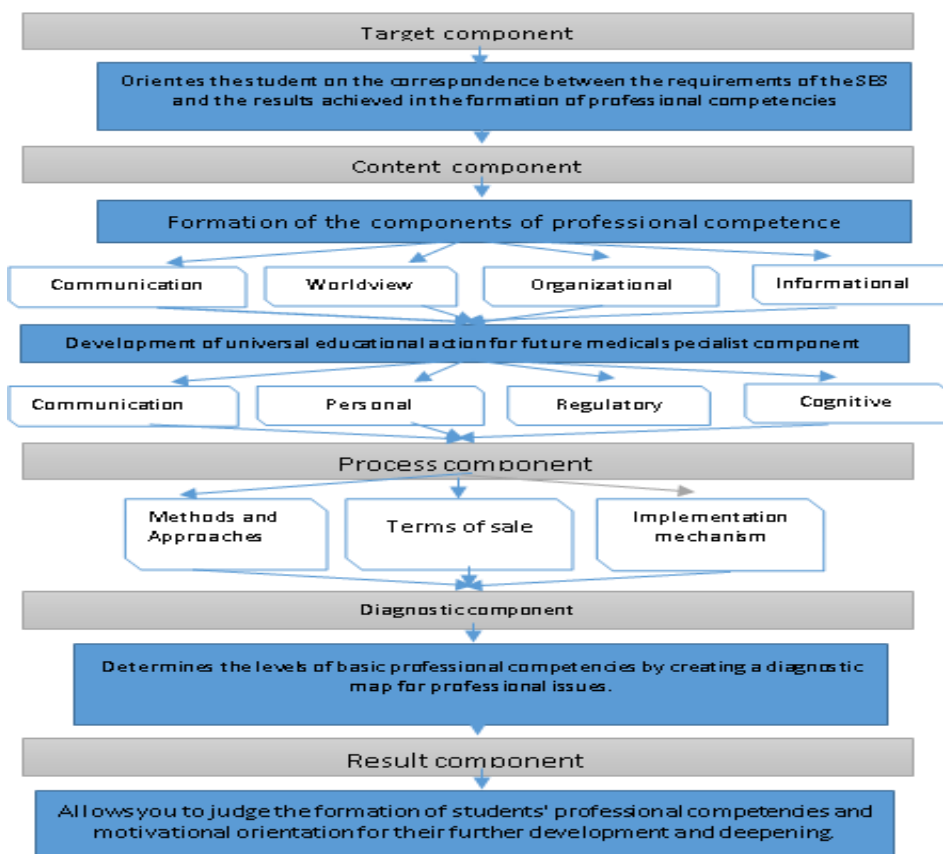 Target component
Orientes the student on the correspondence between the requirements of the SES
and the results achieved in the formation of professional competencies
Content component
Formation of the components of professional competence
Communication
Worldview
Organizational
Informational
Development of universal educational action for future medicals pecialist component
Communication
Personal
Regulatory
Cognitive
Process component
Methods and
Approaches
Terms of sale
Implementation
mechanism
Diagnostic component
Determines the levels of basic professional competencies by creating a diagnostic
map for professional issues.
Result component
Allows you to judge the formation of students' professional competencies and
motivational orientation for their further development and deepening.